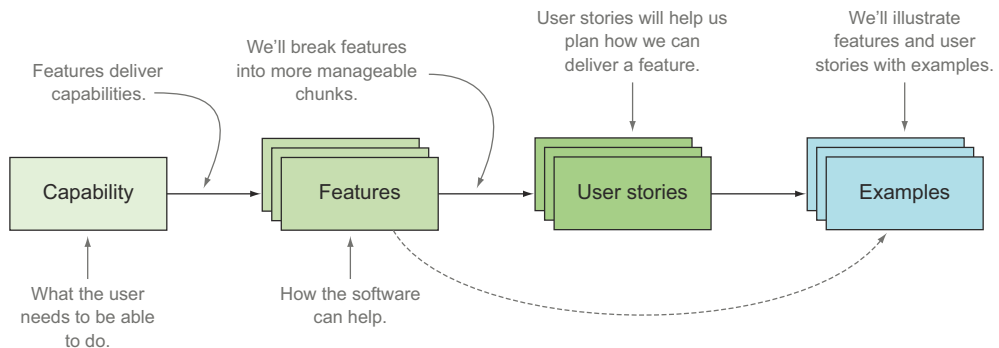 User stories will help us
plan how we can
deliver a feature.
We’ll illustrate
features and user
stories with examples.
We’ll break features
into more manageable
chunks.
Features deliver
capabilities.
Capability
Features
User stories
Examples
What the user
needs to be able
to do.
How the software
can help.